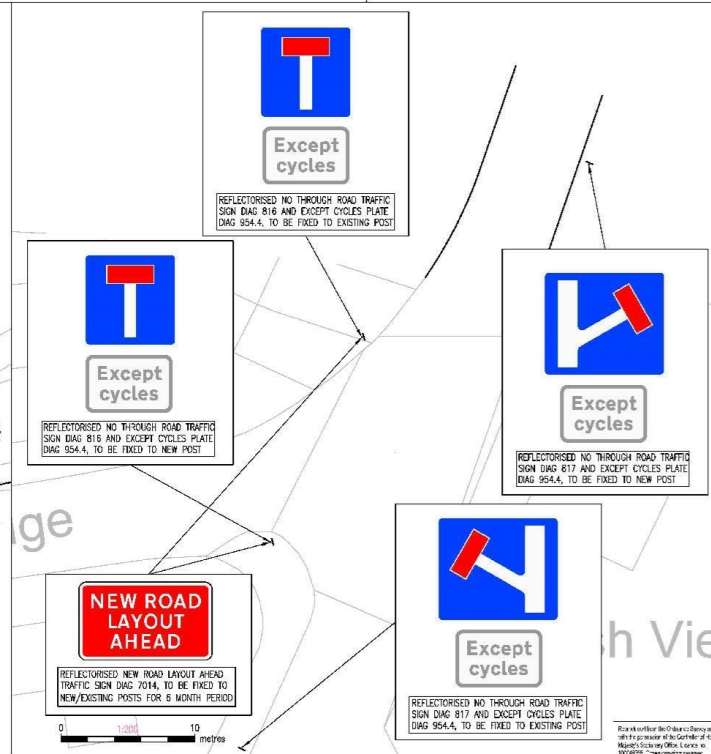 Except
cycles
REFLECTORISED NO THROUGH ROAD TRAFFIC
SIGN DIAG 816 AND EXCEPT CYCLES PLATE
DIAG 954.4, TO BE FIXED TO EXISTING POST
Except
cycles
REFLECTORISED NO THROUGH ROAD TRAFFIC
SIGN DIAG 816 AND EXCEPT CYCLES PLATE
DIAG 954.4, TO BE FIXED TO NEW POST
Except
cycles
REFLECTORISED NO THROUGH ROAD TRAFFIC
SIGN DIAG 817 AND EXCEPT CYCLES PLATE
DIAG 954.4, TO BE FIXED TO NEW POST
ge
NEW ROAD
LAYOUT
AHEAD
REFLECTORISED NEW ROAD LAYOUT AHEAD
TRAFFIC SIGN DIAG 7014, TO BE FIXED TO
NEW/EXISTING POSTS FOR 6 MONTH PERIOD
Except
cycles
REFLECTORISED NO THROUGH ROAD TRAFFIC
SIGN DIAG 817 AND EXCEPT CYCLES PLATE
DIAG 954.4, TO BE FIXED TO EXISTING POST
sh Vie
0 1:200 10
metres